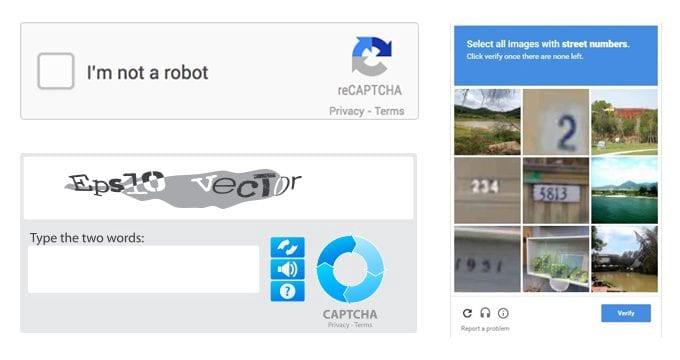 I'm not a robot
reCAPTCHA
Privacy - Terms
Eps10 vector
Type the two words:
?
CAPTCHA
Privacy - Terms
Select all images with street numbers.
Click verify once there are none left.
2
234
5813
1951
Verify
Report a problem